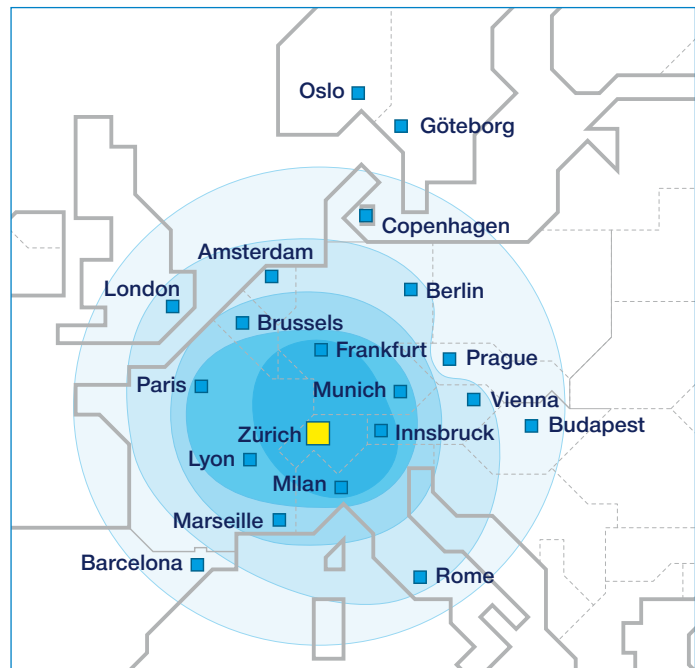 Oslo
Göteborg
Copenhagen
Amsterdam
London
Berlin
Brussels
Frankfurt
Prague
Paris
Munich
Vienna
Zürich
Innsbruck
Budapest
Lyon
Milan
Marseille
Barcelona
Rome